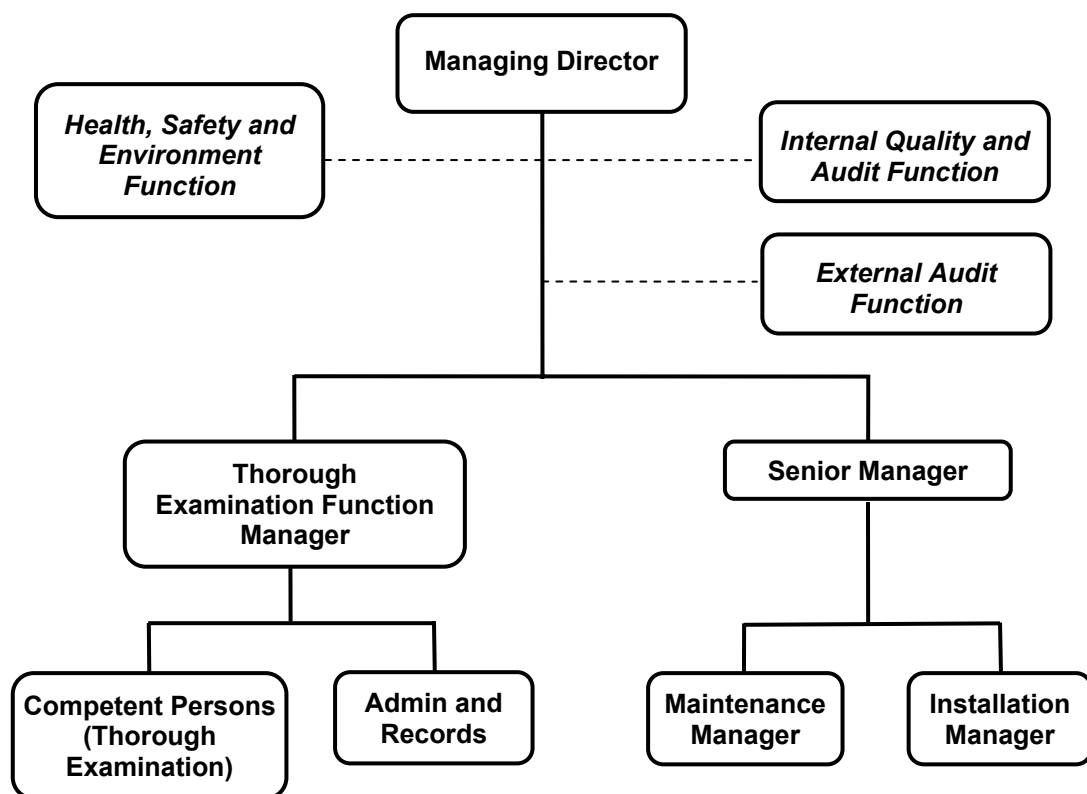 Managing Director
Health, Safety and
Environment
Function
Internal Quality and
Audit Function
External Audit
Function
Thorough
Examination Function
Manager
Senior Manager
Competent Persons
(Thorough
Examination)
Admin and
Records
Maintenance
Manager
Installation
Manager